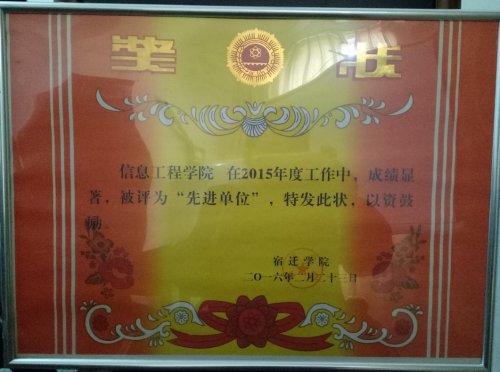 奖状
信息工程学院 在2015年度工作中，成绩显
著，被评为“先进单位”，特发此状，以资鼓
励
宿迁学院
二〇一六年二月二十三日